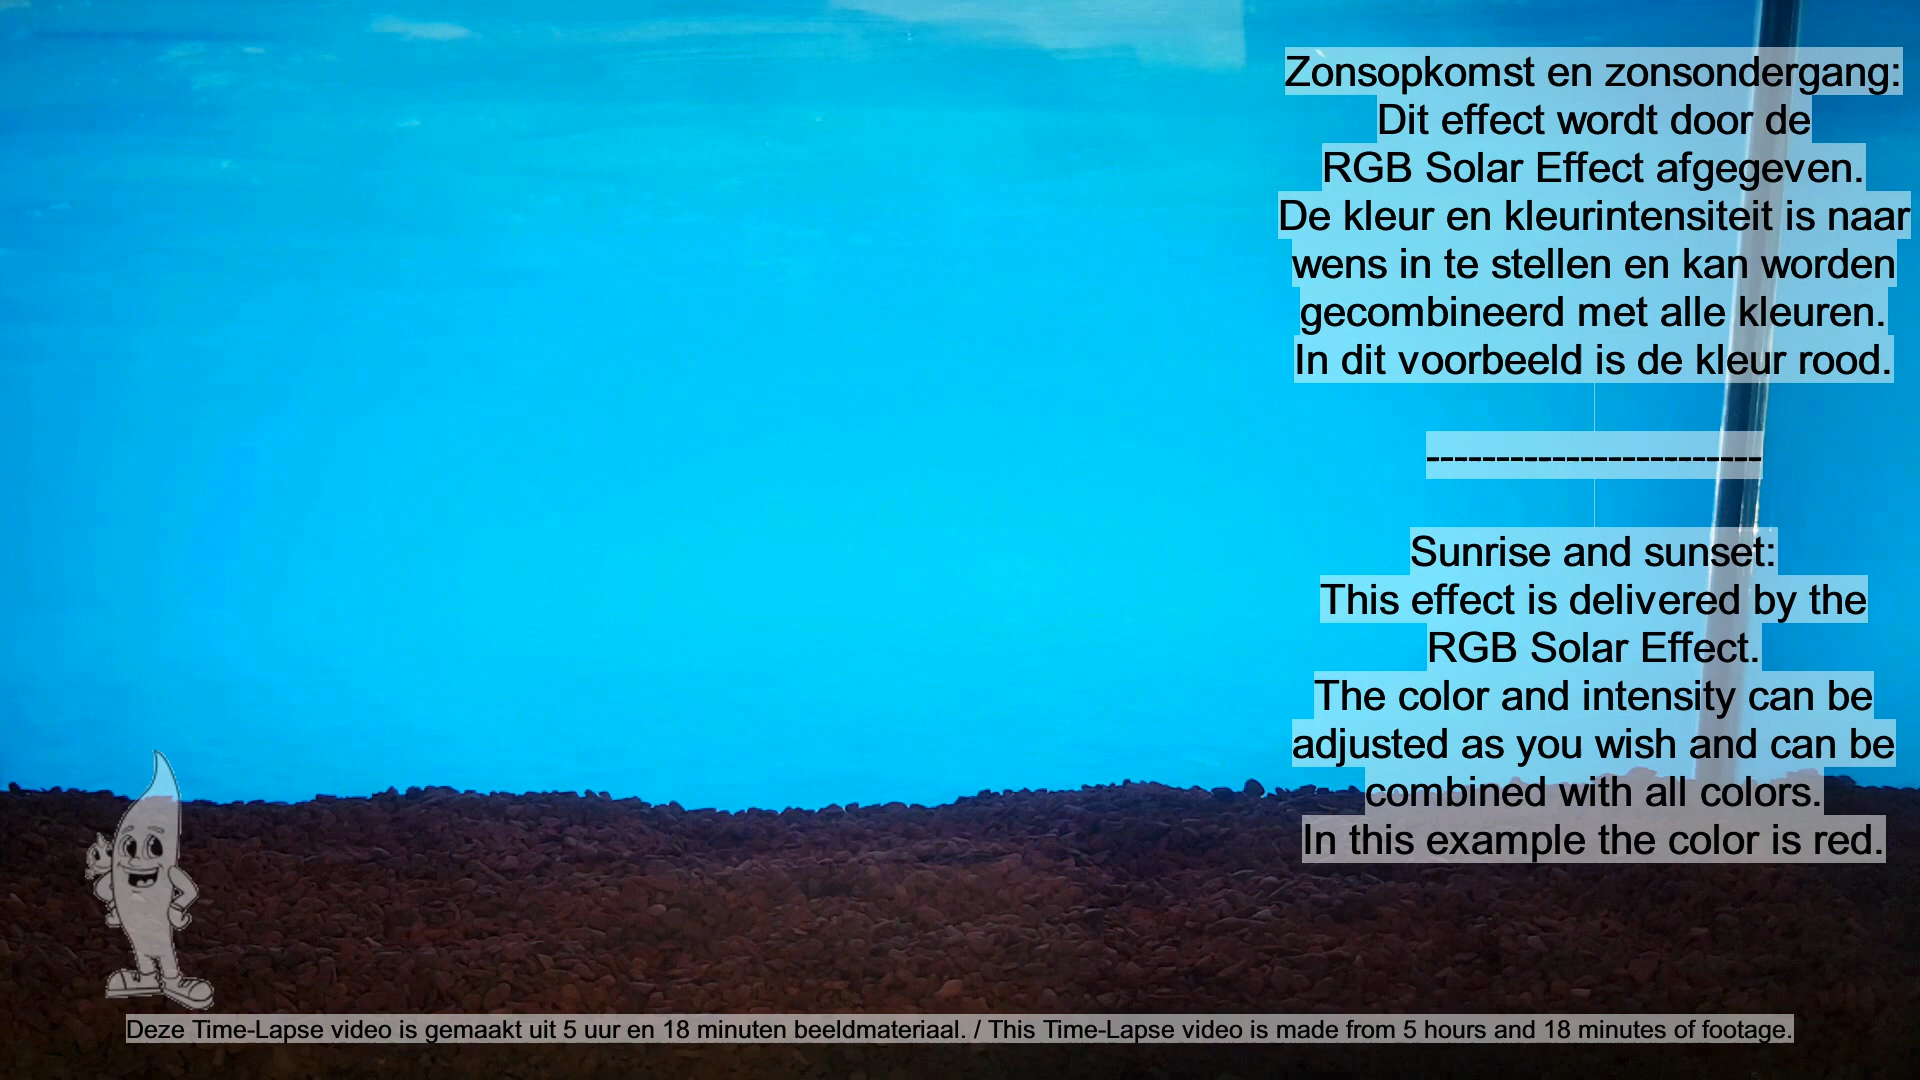 Zonsopkomst en zonsondergang:
Dit effect wordt door de
RGB Solar Effect afgegeven.
De kleur en kleurintensiteit is naar
wens in te stellen en kan worden
gecombineerd met alle kleuren.
In dit voorbeeld is de kleur rood.
------------------------
Sunrise and sunset:
This effect is delivered by the
RGB Solar Effect.
The color and intensity can be
adjusted as you wish and can be
combined with all colors.
In this example the color is red.
Deze Time-Lapse video is gemaakt uit 5 uur en 18 minuten beeldmateriaal. / This Time-Lapse video is made from 5 hours and 18 minutes of footage.